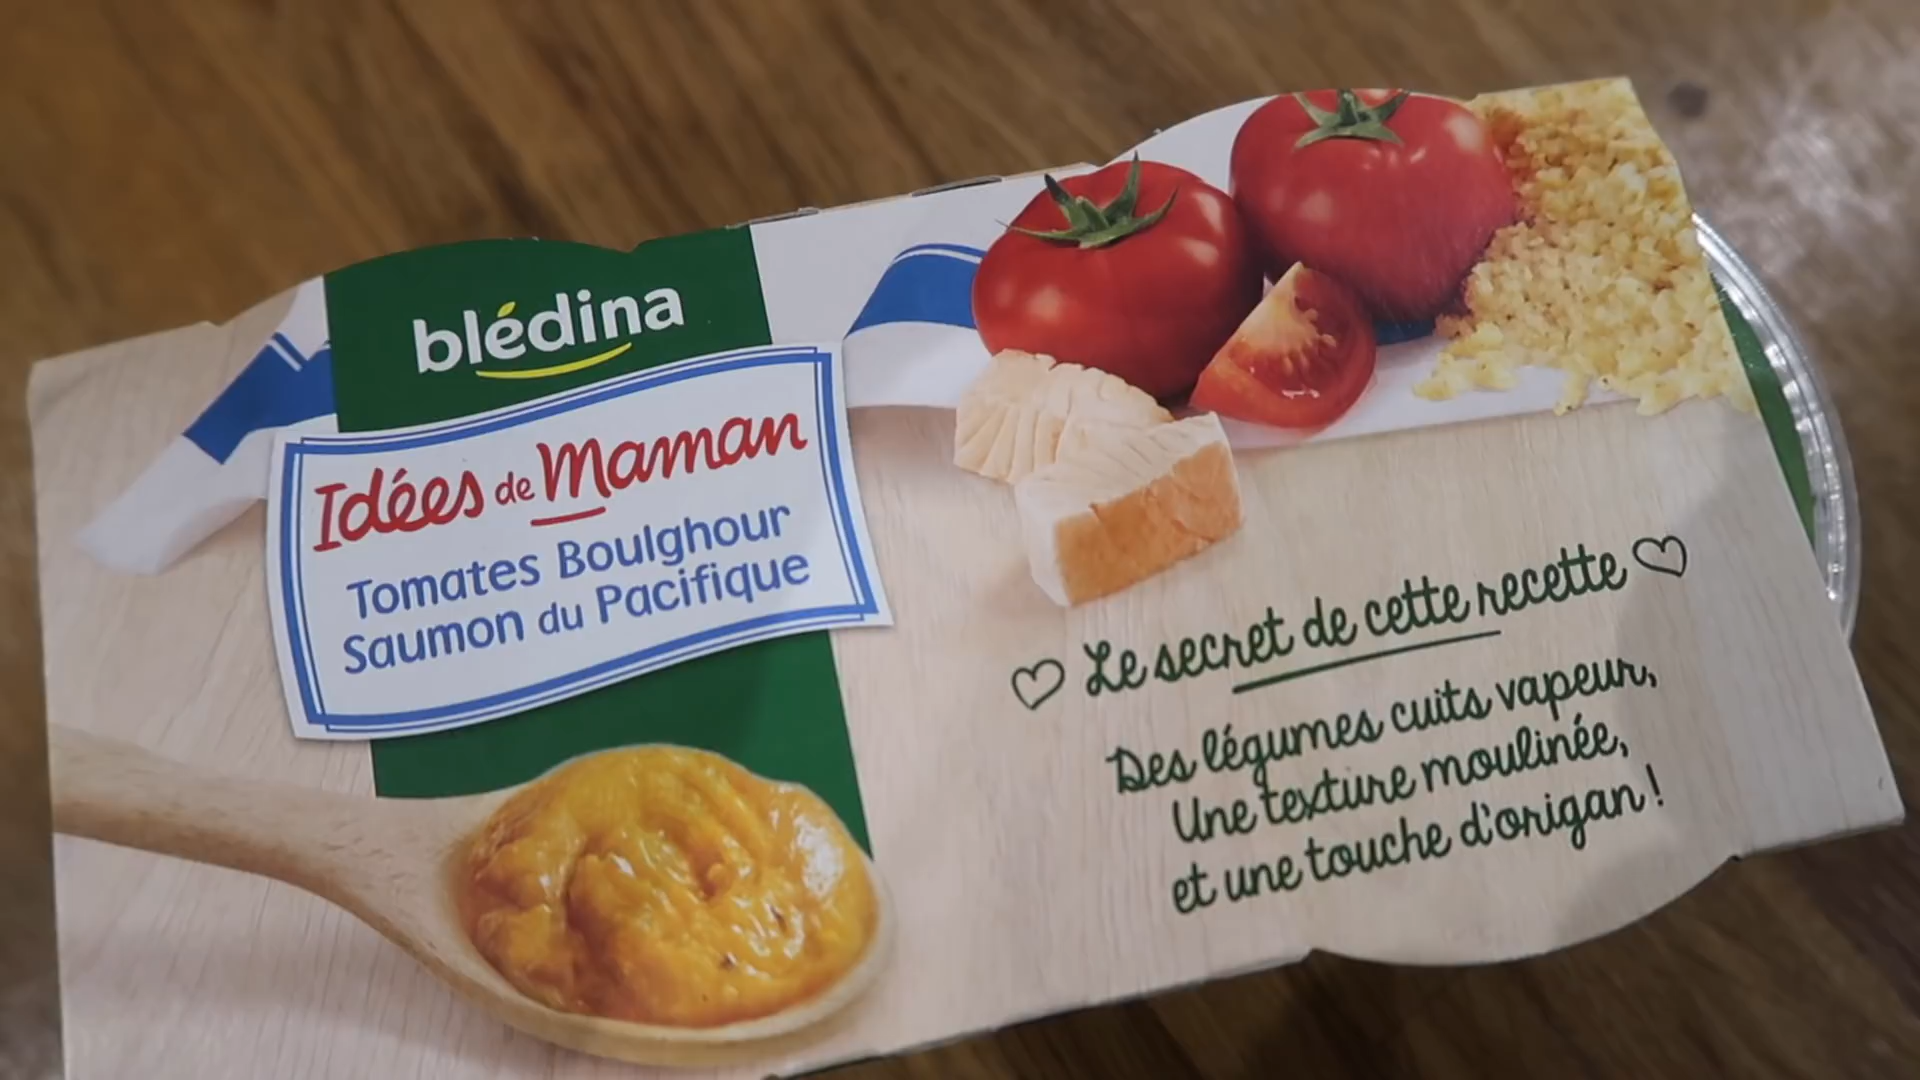 blédina
Idées de Maman
Tomates Boulghour
Saumon du Pacifique
Le secret de cette recette
Des légumes cuits vapeur,
Une texture moulinée,
et une touche d'origan !